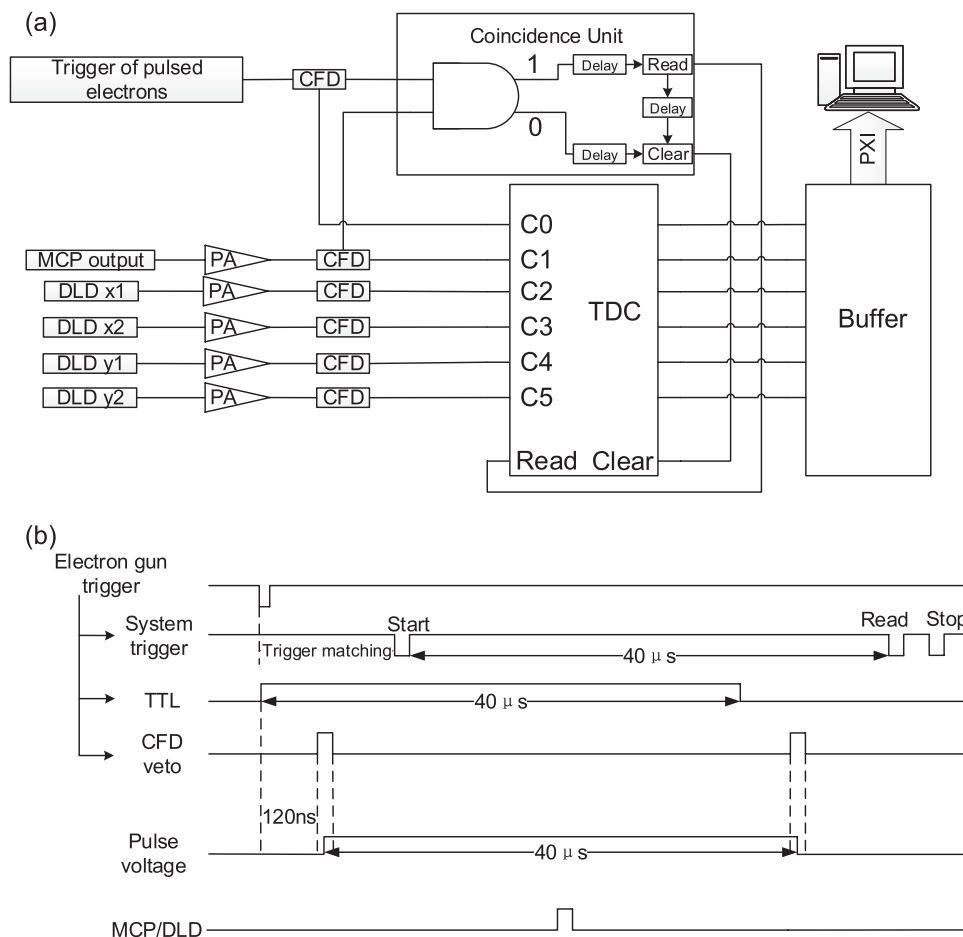 (a)
Coincidence Unit
Trigger of pulsed
electrons
CFD
1
Delay
Read
Delay
0
Delay
Clear
PXI
C0
MCP output
PA
CFD
C1
DLD x1
PA
CFD
C2
DLD x2
PA
CFD
C3
TDC
Buffer
DLD y1
PA
CFD
C4
DLD y2
PA
CFD
C5
Read Clear
(b)
Electron gun
trigger
System
trigger
Trigger matching
Start
40 μs
Read
Stop
TTL
40 μs
CFD
veto
120ns
Pulse
voltage
40 μs
MCP/DLD